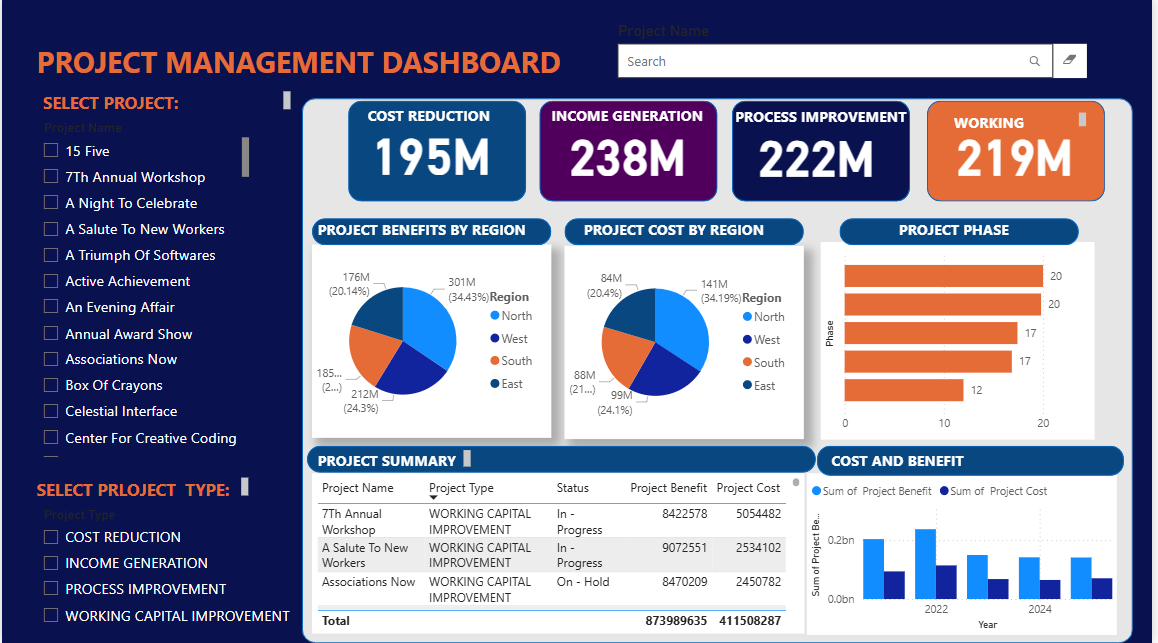 Project Name
PROJECT MANAGEMENT DASHBOARD
Search
SELECT PROJECT:
Project Name
15 Five
7Th Annual Workshop
A Night To Celebrate
A Salute To New Workers
A Triumph Of Softwares
Active Achievement
An Evening Affair
Annual Award Show
Associations Now
Box Of Crayons
Celestial Interface
Center For Creative Coding
SELECT PRLOJECT TYPE:
Project Type
COST REDUCTION
INCOME GENERATION
PROCESS IMPROVEMENT
WORKING CAPITAL IMPROVEMENT
COST REDUCTION
195M
INCOME GENERATION
238M
PROCESS IMPROVEMENT
222M
WORKING
219M
PROJECT BENEFITS BY REGION
176M
(20.14%)
301M
(34.43%)
185...
(2...)
212M
(24.3%)
Region
North
West
South
East
PROJECT COST BY REGION
84M
(20.4%)
141M
(34.19%)
88M
(21...)
99M
(24.1%)
Region
North
West
South
East
PROJECT PHASE
Phase
20
20
17
17
12
0 10 20
PROJECT SUMMARY
Project Name Project Type Status Project Benefit Project Cost
7Th Annual WORKING CAPITAL In - 8422578 5054482
Workshop IMPROVEMENT Progress
A Salute To New WORKING CAPITAL In - 9072551 2534102
Workers IMPROVEMENT Progress
Associations Now WORKING CAPITAL On - Hold 8470209 2450782
IMPROVEMENT
Total 873989635 411508287
COST AND BENEFIT
Sum of Project Benefit Sum of Project Cost
Sum of Project Be...
0.2bn
0.0bn
2022 2024
Year